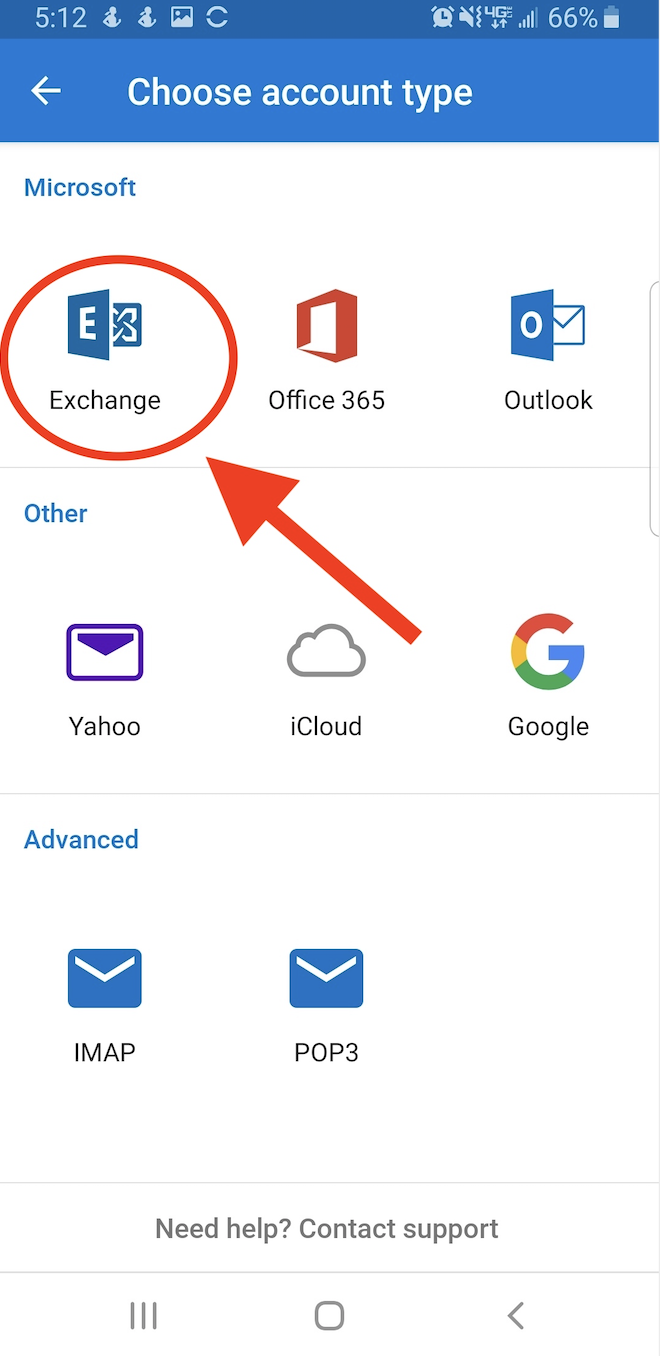 5:12 4G LTE 66%
Choose account type
Microsoft
E
O
Exchange Office 365 Outlook
Other
Yahoo iCloud Google
Advanced
IMAP POP3
Need help? Contact support